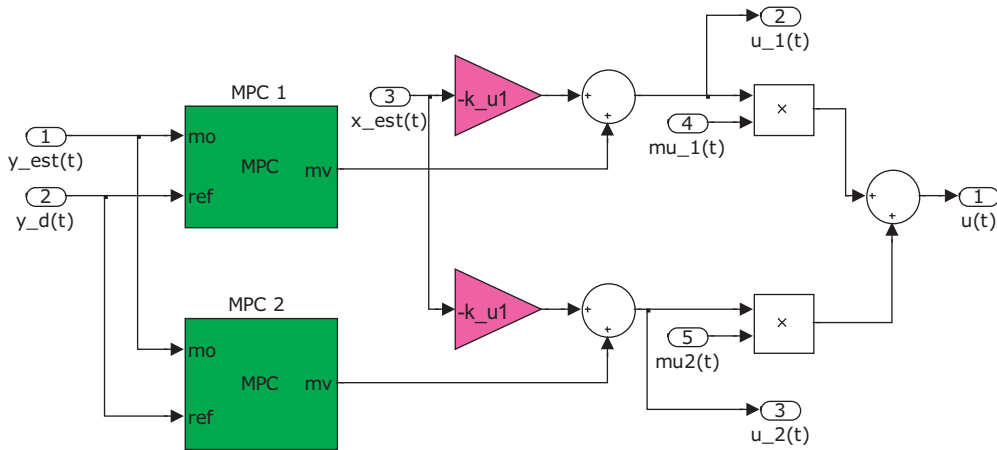 2
u_1(t)
MPC 1
3
x_est(t)
-k_u1
+
+
×
4
mu_1(t)
1
y_est(t)
mo
MPC
mv
2
y_d(t)
ref
+
+
1
u(t)
MPC 2
-k_u1
+
+
×
5
mu2(t)
mo
MPC
mv
ref
3
u_2(t)